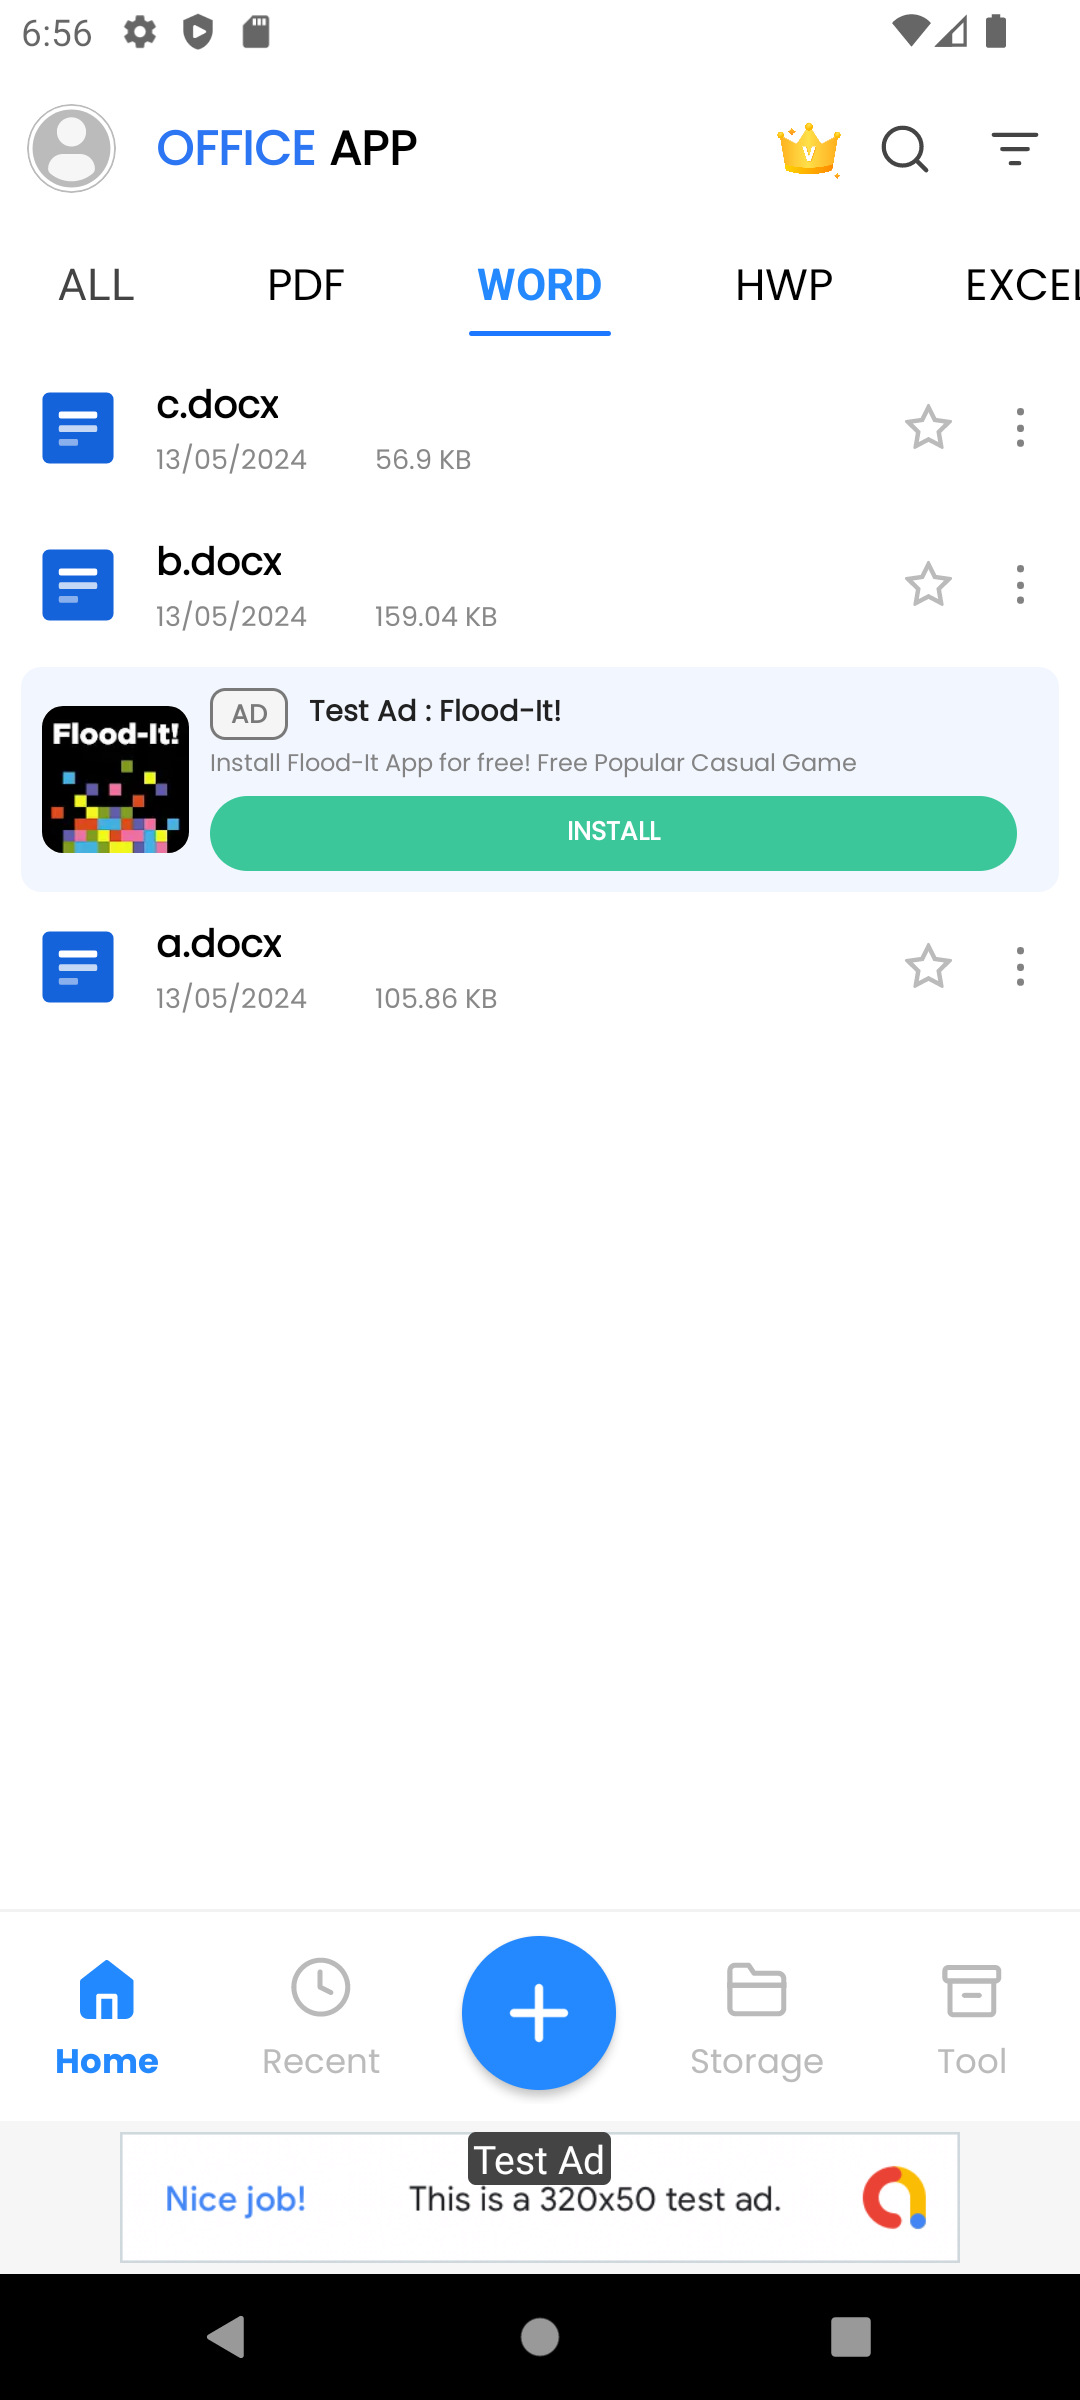 6:56
OFFICE APP
V
ALL PDF WORD HWP EXCEL
c.docx
13/05/2024 56.9 KB
b.docx
13/05/2024 159.04 KB
Flood-It!
AD Test Ad : Flood-It!
Install Flood-It App for free! Free Popular Casual Game
INSTALL
a.docx
13/05/2024 105.86 KB
Home Recent Storage Tool
Test Ad
Nice job! This is a 320x50 test ad.